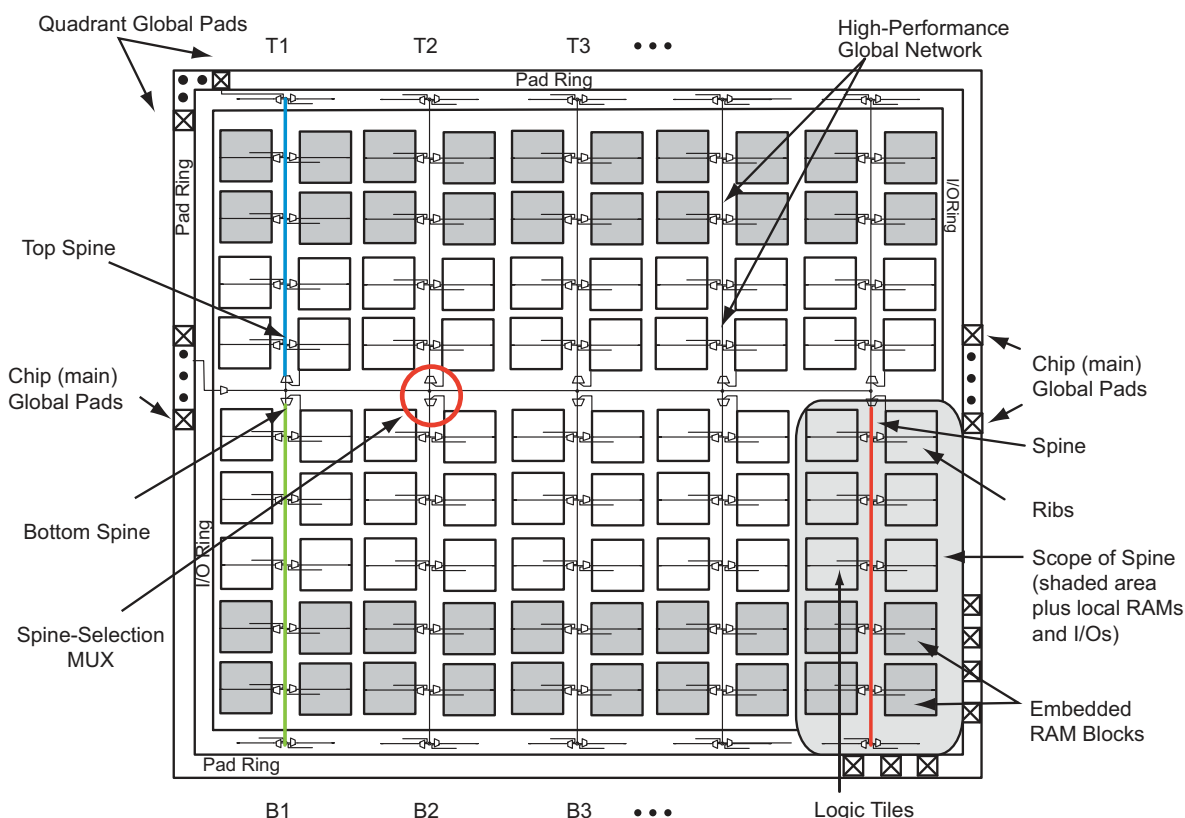 Quadrant Global Pads
T1
T2
T3
•••
High-Performance
Global Network
Pad Ring
Pad Ring
I/ORing
Top Spine
Chip (main)
Global Pads
Chip (main)
Global Pads
Spine
Bottom Spine
Ribs
I/O Ring
Scope of Spine
(shaded area
plus local RAMs
and I/Os)
Spine-Selection
MUX
Embedded
RAM Blocks
Pad Ring
B1
B2
B3
•••
Logic Tiles